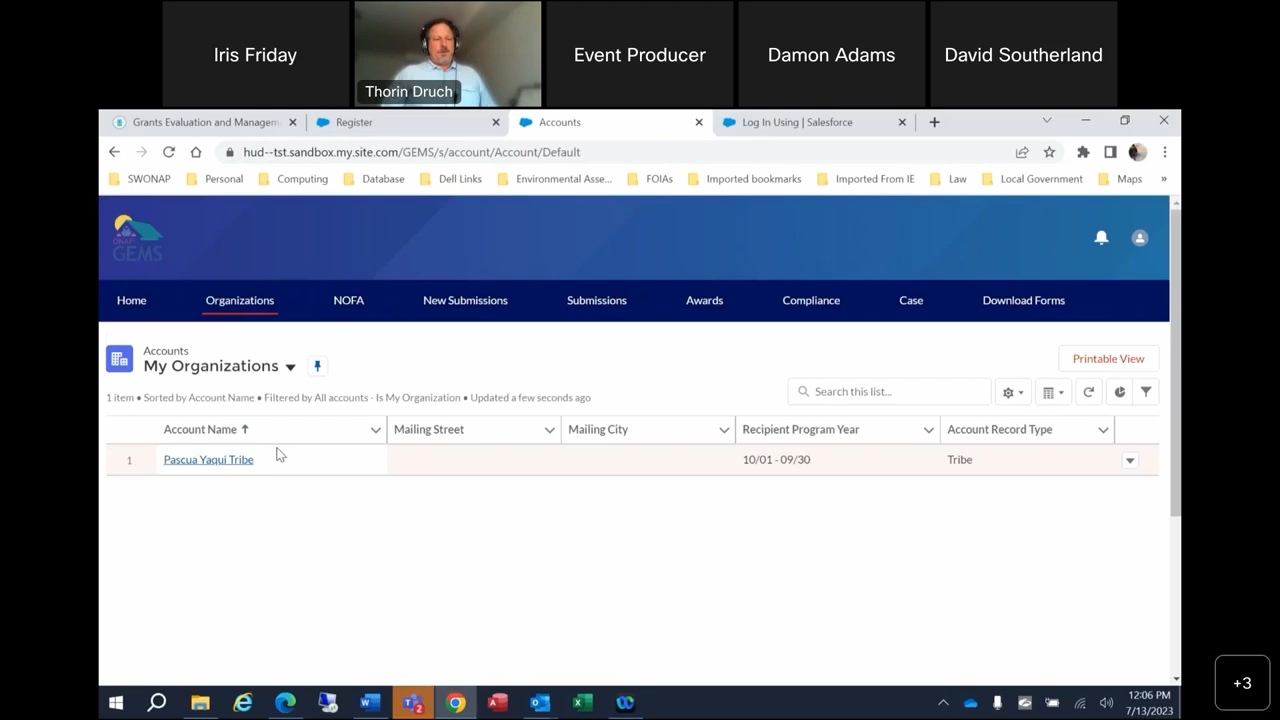 Iris Friday
Thorin Druch
Event Producer
Damon Adams
David Southerland
Grants Evaluation and Managem
Register
Accounts
Log In Using | Salesforce
hud--tst.sandbox.my.site.com/GEMS/s/account/Account/Default
SWONAP
Personal
Computing
Database
Dell Links
Environmental Asse...
FOIAs
Imported bookmarks
Imported From IE
Law
Local Government
Maps
»
ONAP
GEMS
Home
Organizations
NOFA
New Submissions
Submissions
Awards
Compliance
Case
Download Forms
Accounts
My Organizations
Printable View
1 item • Sorted by Account Name • Filtered by All accounts - Is My Organization • Updated a few seconds ago
Search this list...
Account Name ↑
Mailing Street
Mailing City
Recipient Program Year
Account Record Type
1
Pascua Yaqui Tribe
10/01 - 09/30
Tribe
+3
12:06 PM
7/13/2023